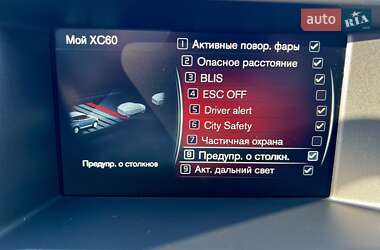 Мой XC60
auto RIA
1 Активные повор. фары
2 Опасное расстояние
3 BLIS
4 ESC OFF
5 Driver alert
6 City Safety
7 Частичная охрана
8 Предупр. о столкн.
9 Акт. дальний свет
Предупр. о столкнов